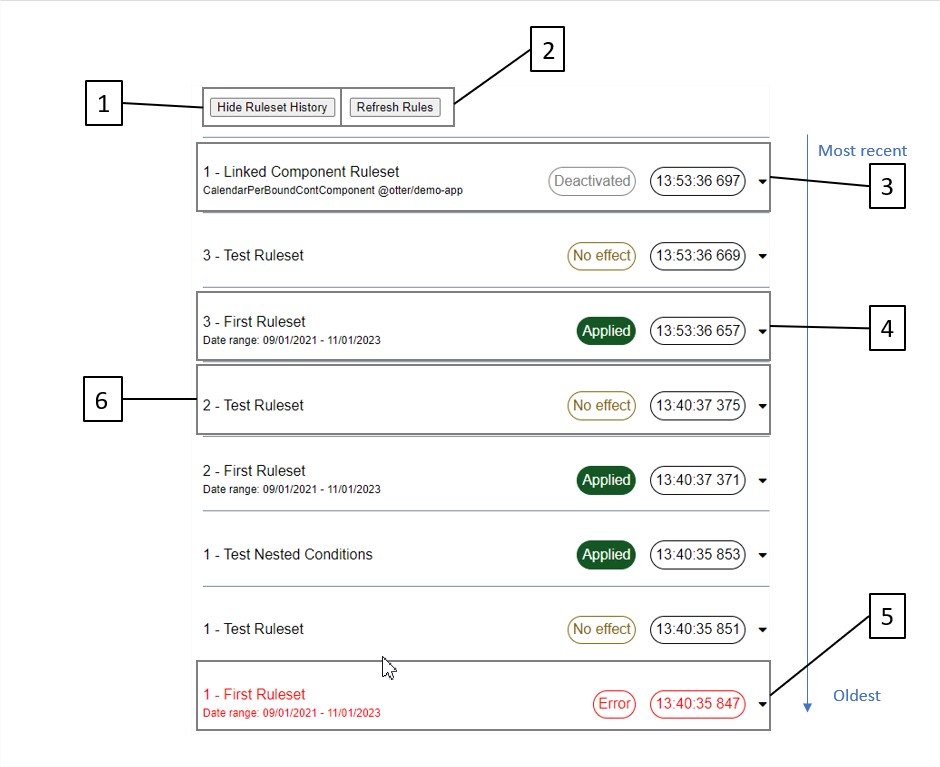 2
1
Hide Ruleset History Refresh Rules
Most recent
1 - Linked Component Ruleset
CalendarPerBoundContComponent @otter/demo-app
Deactivated 13:53:36 697
3
3 - Test Ruleset No effect 13:53:36 669
3 - First Ruleset
Date range: 09/01/2021 - 11/01/2023
Applied 13:53:36 657
4
6
2 - Test Ruleset No effect 13:40:37 375
2 - First Ruleset
Date range: 09/01/2021 - 11/01/2023
Applied 13:40:37 371
1 - Test Nested Conditions Applied 13:40:35 853
1 - Test Ruleset No effect 13:40:35 851
5
1 - First Ruleset
Date range: 09/01/2021 - 11/01/2023
Error 13:40:35 847
Oldest